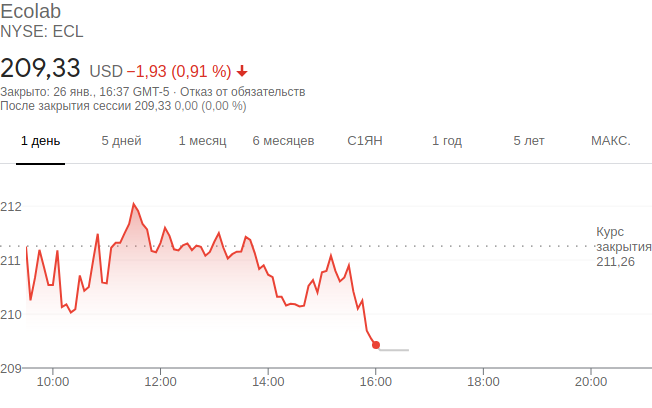 Ecolab
NYSE: ECL
209,33 USD −1,93 (0,91 %)
Закрыто: 26 янв., 16:37 GMT-5 · Отказ от обязательств
После закрытия сессии 209,33 0,00 (0,00 %)
1 день 5 дней 1 месяц 6 месяцев С1ЯН 1 год 5 лет МАКС.
212
Курс
закрытия
211,26
211
210
209
10:00 12:00 14:00 16:00 18:00 20:00